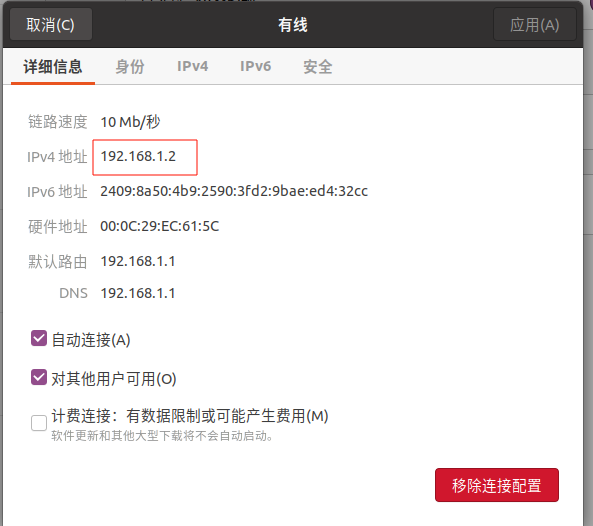 取消(C) 有线 应用(A)
详细信息 身份 IPv4 IPv6 安全
链路速度 10 Mb/秒
IPv4 地址 192.168.1.2
IPv6 地址 2409:8a50:4b9:2590:3fd2:9bae:ed4:32cc
硬件地址 00:0C:29:EC:61:5C
默认路由 192.168.1.1
DNS 192.168.1.1
自动连接(A)
对其他用户可用(O)
计费连接：有数据限制或可能产生费用(M)
软件更新和其他大型下载将不会自动启动。
移除连接配置